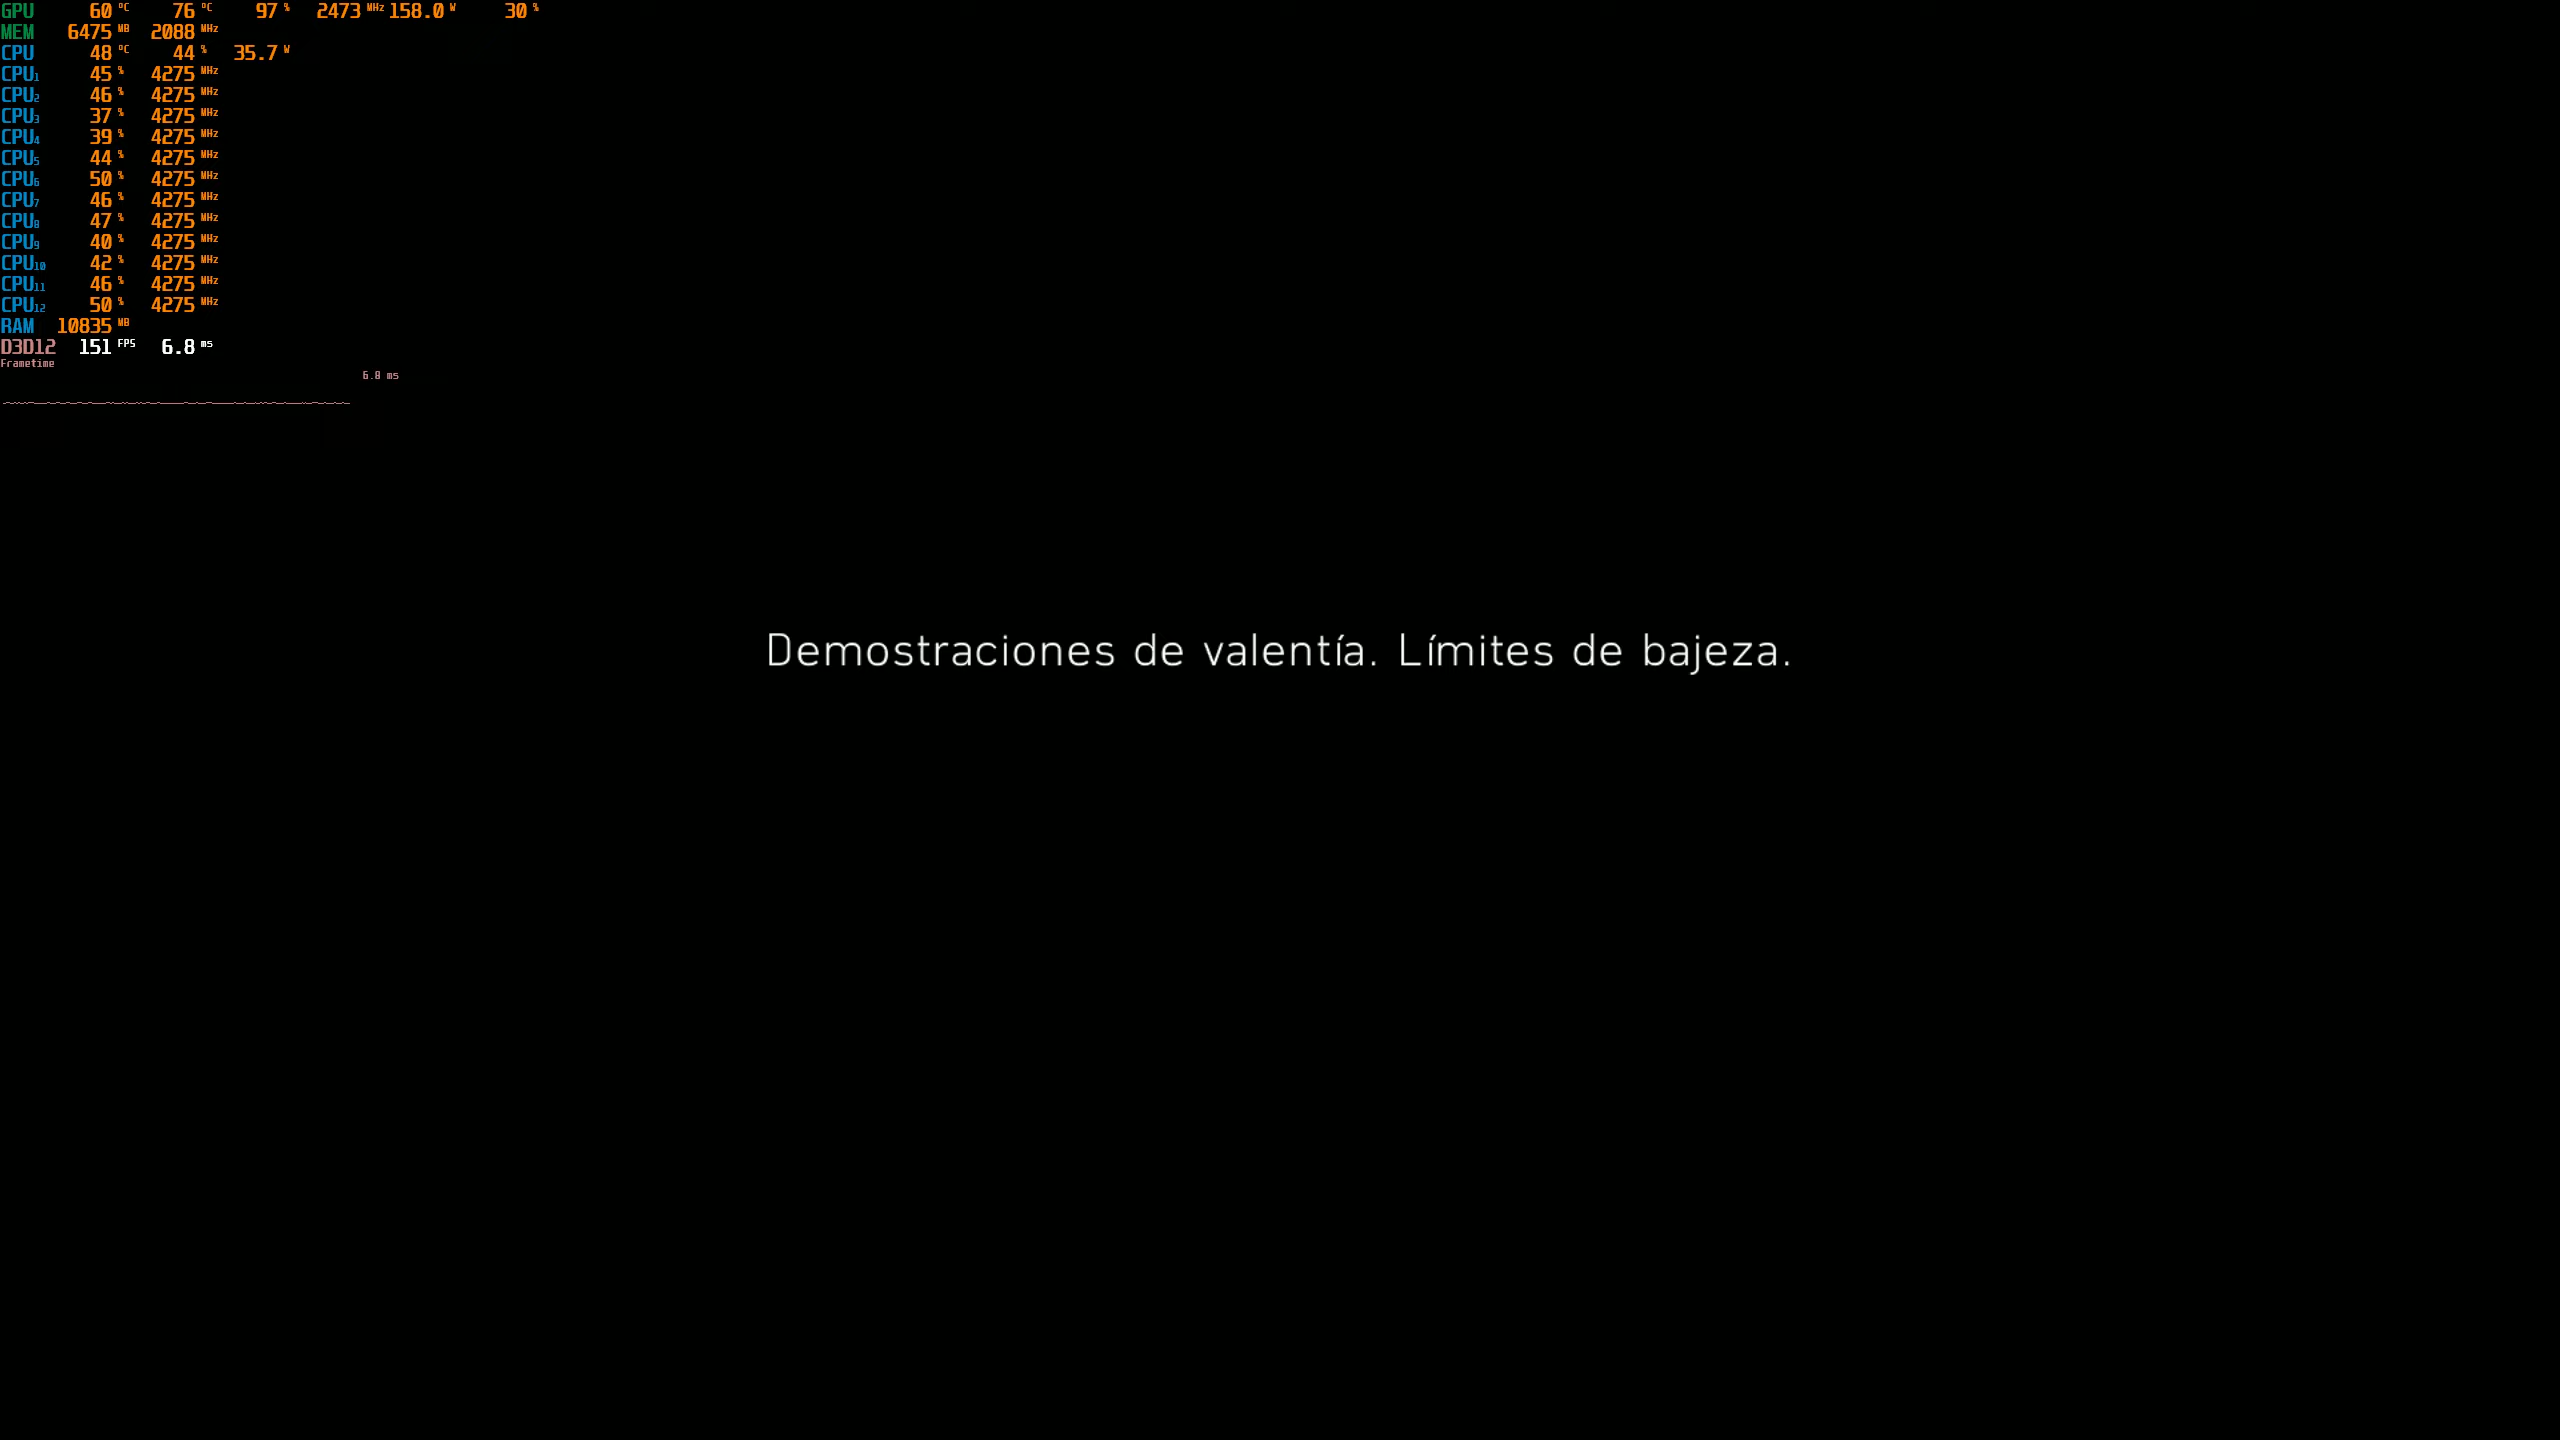 GPU 60 °C 76 °C 97 % 2473 MHz 158.0 W 30 %
MEM 6475 MB 2088 MHz
CPU 48 °C 44 % 35.7 W
CPU1 45 % 4275 MHz
CPU2 46 % 4275 MHz
CPU3 37 % 4275 MHz
CPU4 39 % 4275 MHz
CPU5 44 % 4275 MHz
CPU6 50 % 4275 MHz
CPU7 46 % 4275 MHz
CPU8 47 % 4275 MHz
CPU9 40 % 4275 MHz
CPU10 42 % 4275 MHz
CPU11 46 % 4275 MHz
CPU12 50 % 4275 MHz
RAM 10835 MB
D3D12 151 FPS 6.8 ms
Frametime
6.8 ms
Demostraciones de valentía. Límites de bajeza.